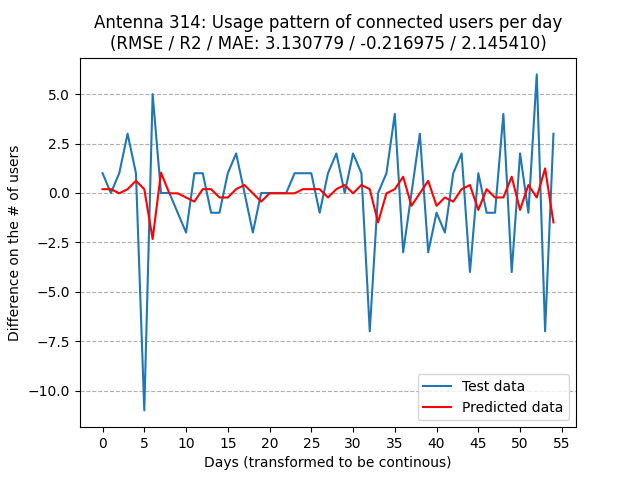 Antenna 314: Usage pattern of connected users per day
(RMSE / R2 / MAE: 3.130779 / -0.216975 / 2.145410)
Difference on the # of users
5.0
2.5
0.0
−2.5
−5.0
−7.5
−10.0
Test data
Predicted data
0 5 10 15 20 25 30 35 40 45 50 55
Days (transformed to be continous)